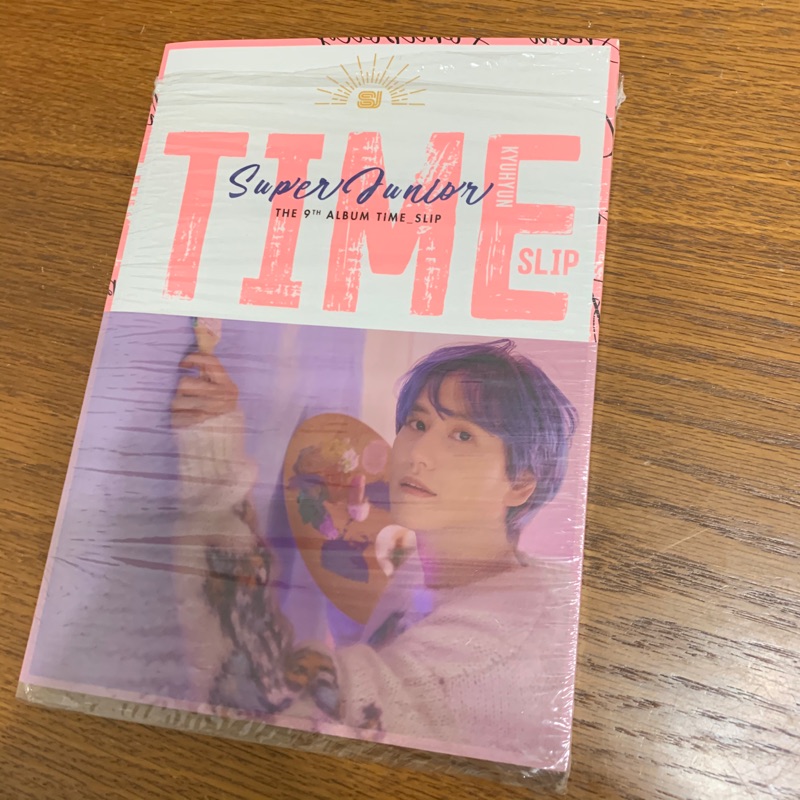 SJ
TIME
KYUHYUN
Super Junior
THE 9TH ALBUM TIME_SLIP
SLIP